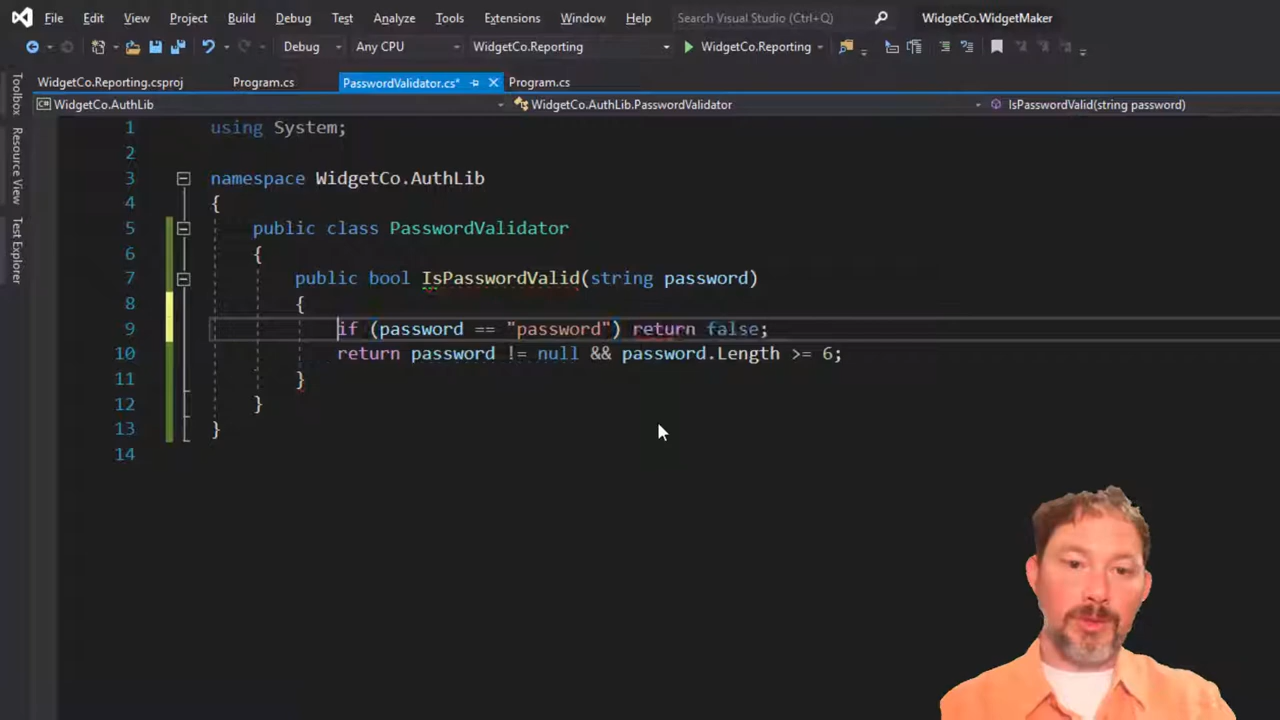 File Edit View Project Build Debug Test Analyze Tools Extensions Window Help Search Visual Studio (Ctrl+Q) WidgetCo.WidgetMaker
Debug Any CPU WidgetCo.Reporting WidgetCo.Reporting
WidgetCo.Reporting.csproj Program.cs PasswordValidator.cs* Program.cs
WidgetCo.AuthLib WidgetCo.AuthLib.PasswordValidator IsPasswordValid(string password)
Toolbox
Resource View
Test Explorer
1 using System;
2
3 namespace WidgetCo.AuthLib
4 {
5 public class PasswordValidator
6 {
7 public bool IsPasswordValid(string password)
8 {
9 if (password == "password") return false;
10 return password != null && password.Length >= 6;
11 }
12 }
13 }
14